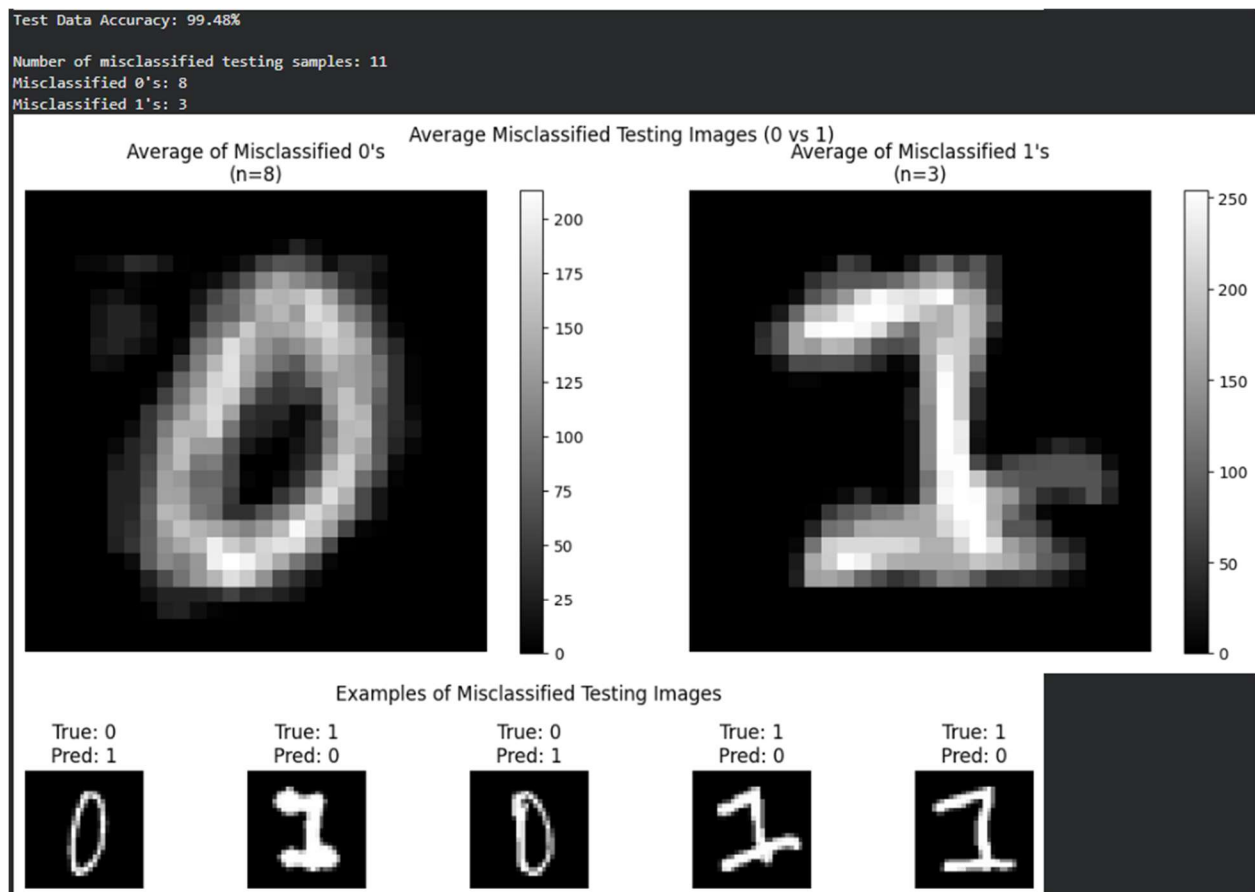 Test Data Accuracy: 99.48%
Number of misclassified testing samples: 11
Misclassified 0's: 8
Misclassified 1's: 3
Average Misclassified Testing Images (0 vs 1)
Average of Misclassified 0's
(n=8)
200
175
150
125
100
75
50
25
0
Average of Misclassified 1's
(n=3)
250
200
150
100
50
0
Examples of Misclassified Testing Images
True: 0
Pred: 1
True: 1
Pred: 0
True: 0
Pred: 1
True: 1
Pred: 0
True: 1
Pred: 0